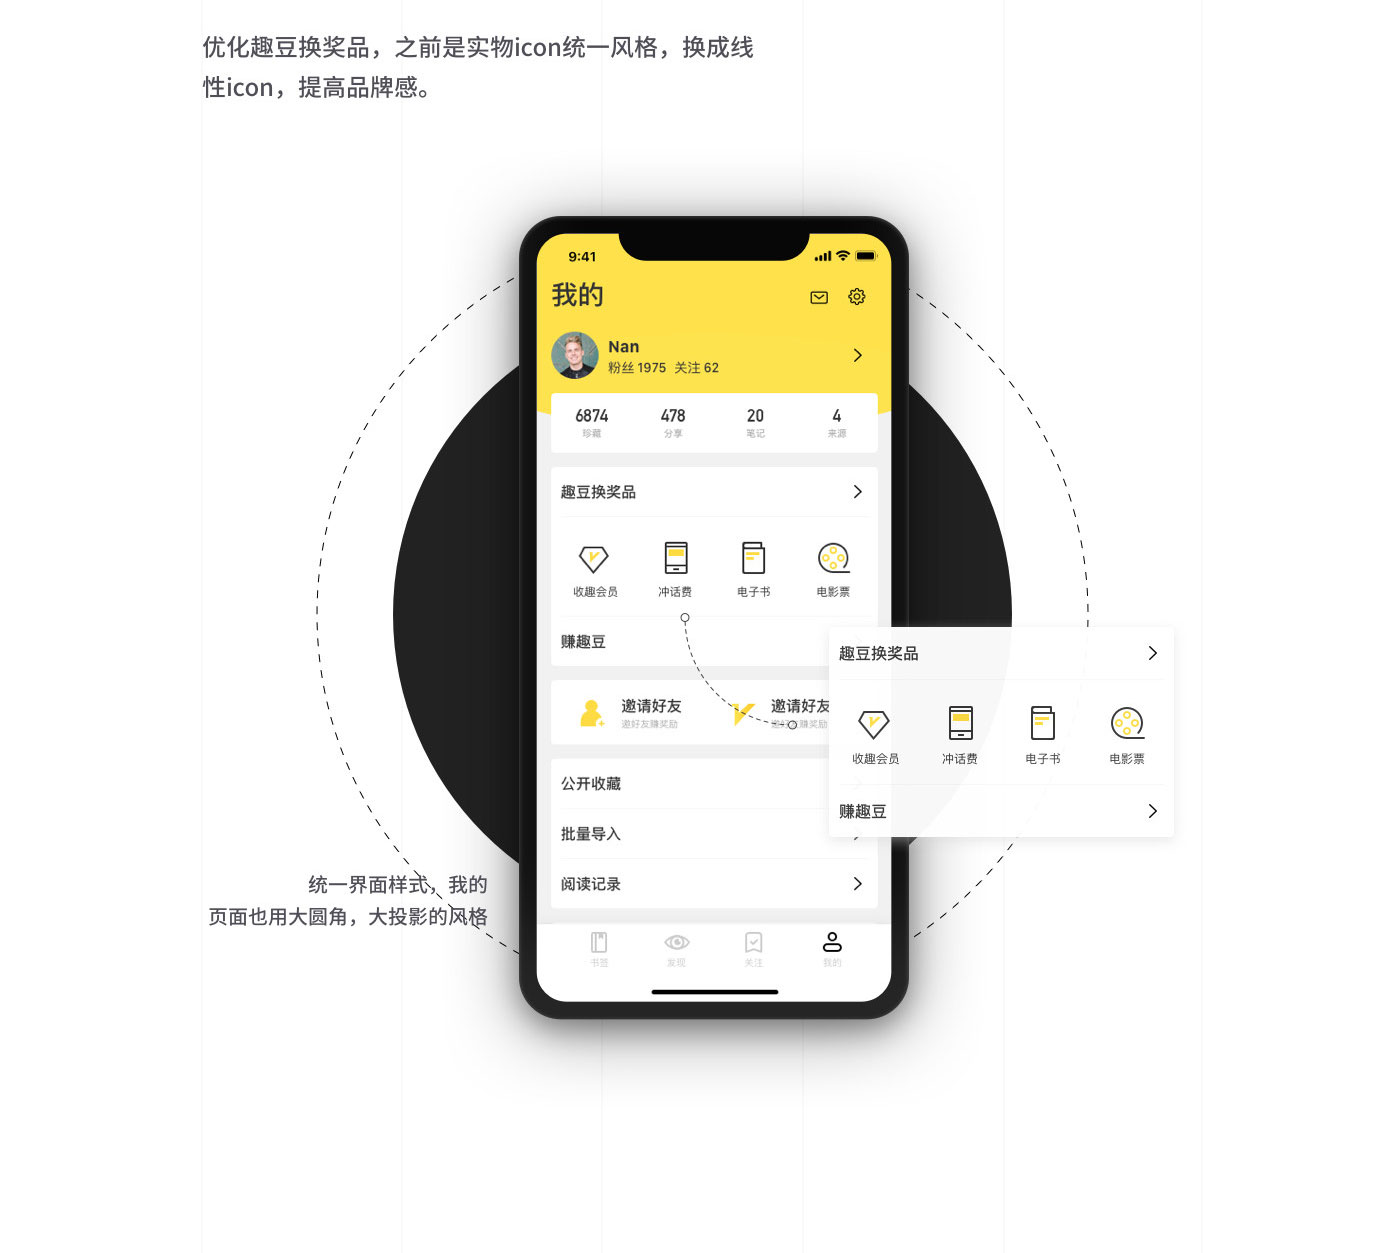 优化趣豆换奖品，之前是实物icon统一风格，换成线
性icon，提高品牌感。
9:41
我的
Nan
粉丝 1975 关注 62
6874 478 20 4
珍藏 分享 笔记 来源
趣豆换奖品
收趣会员 冲话费 电子书 电影票
赚趣豆
邀请好友 邀请好友
邀好友赚奖励 邀好友赚奖励
趣豆换奖品
收趣会员 冲话费 电子书 电影票
赚趣豆
公开收藏
批量导入
阅读记录
统一界面样式，我的
页面也用大圆角，大投影的风格
书签 发现 关注 我的